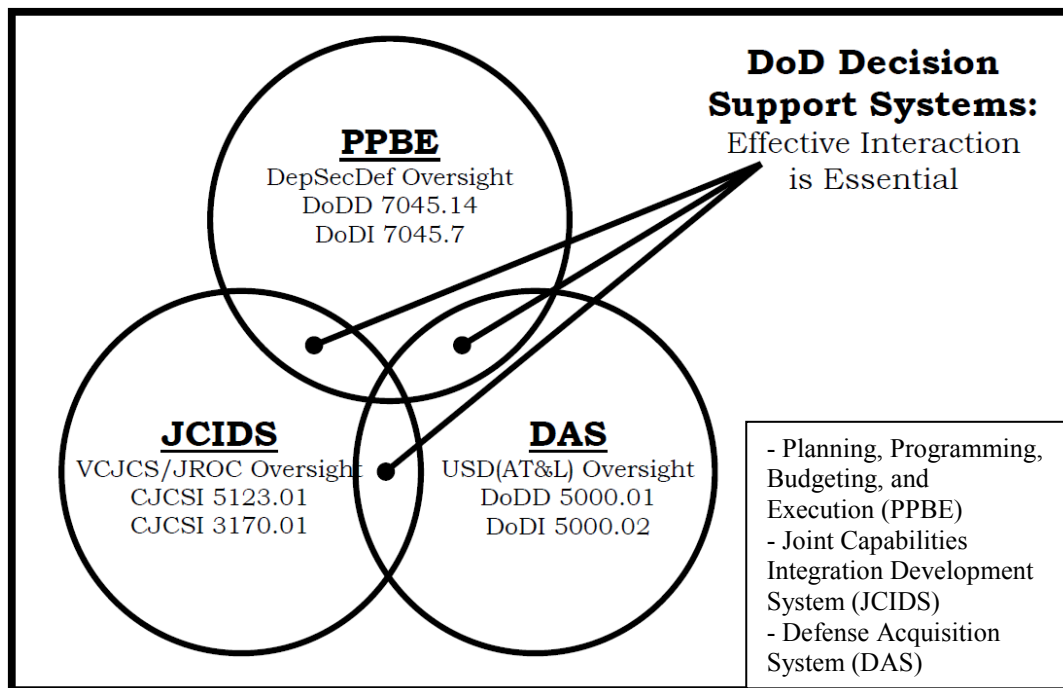 DoD Decision
Support Systems:
Effective Interaction
is Essential
PPBE
DepSecDef Oversight
DoDD 7045.14
DoDI 7045.7
JCIDS
VCJCS/JROC Oversight
CJCSI 5123.01
CJCSI 3170.01
DAS
USD(AT&L) Oversight
DoDD 5000.01
DoDI 5000.02
- Planning, Programming,
Budgeting, and
Execution (PPBE)
- Joint Capabilities
Integration Development
System (JCIDS)
- Defense Acquisition
System (DAS)